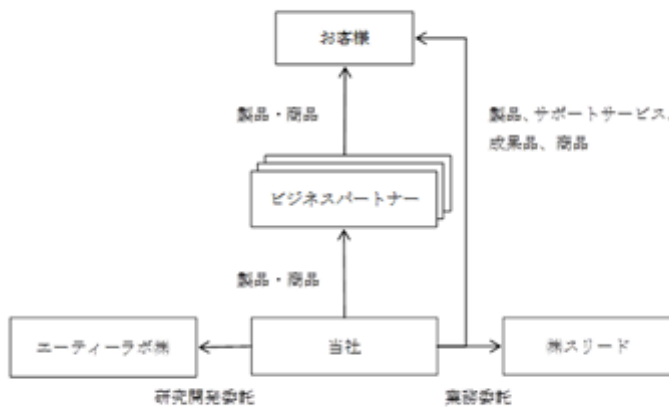 お客様
製品・商品
製品、サポートサービス、
成果品、商品
ビジネスパートナー
製品・商品
エーティーラボ㈱
当社
㈱スリード
研究開発委託
業務委託